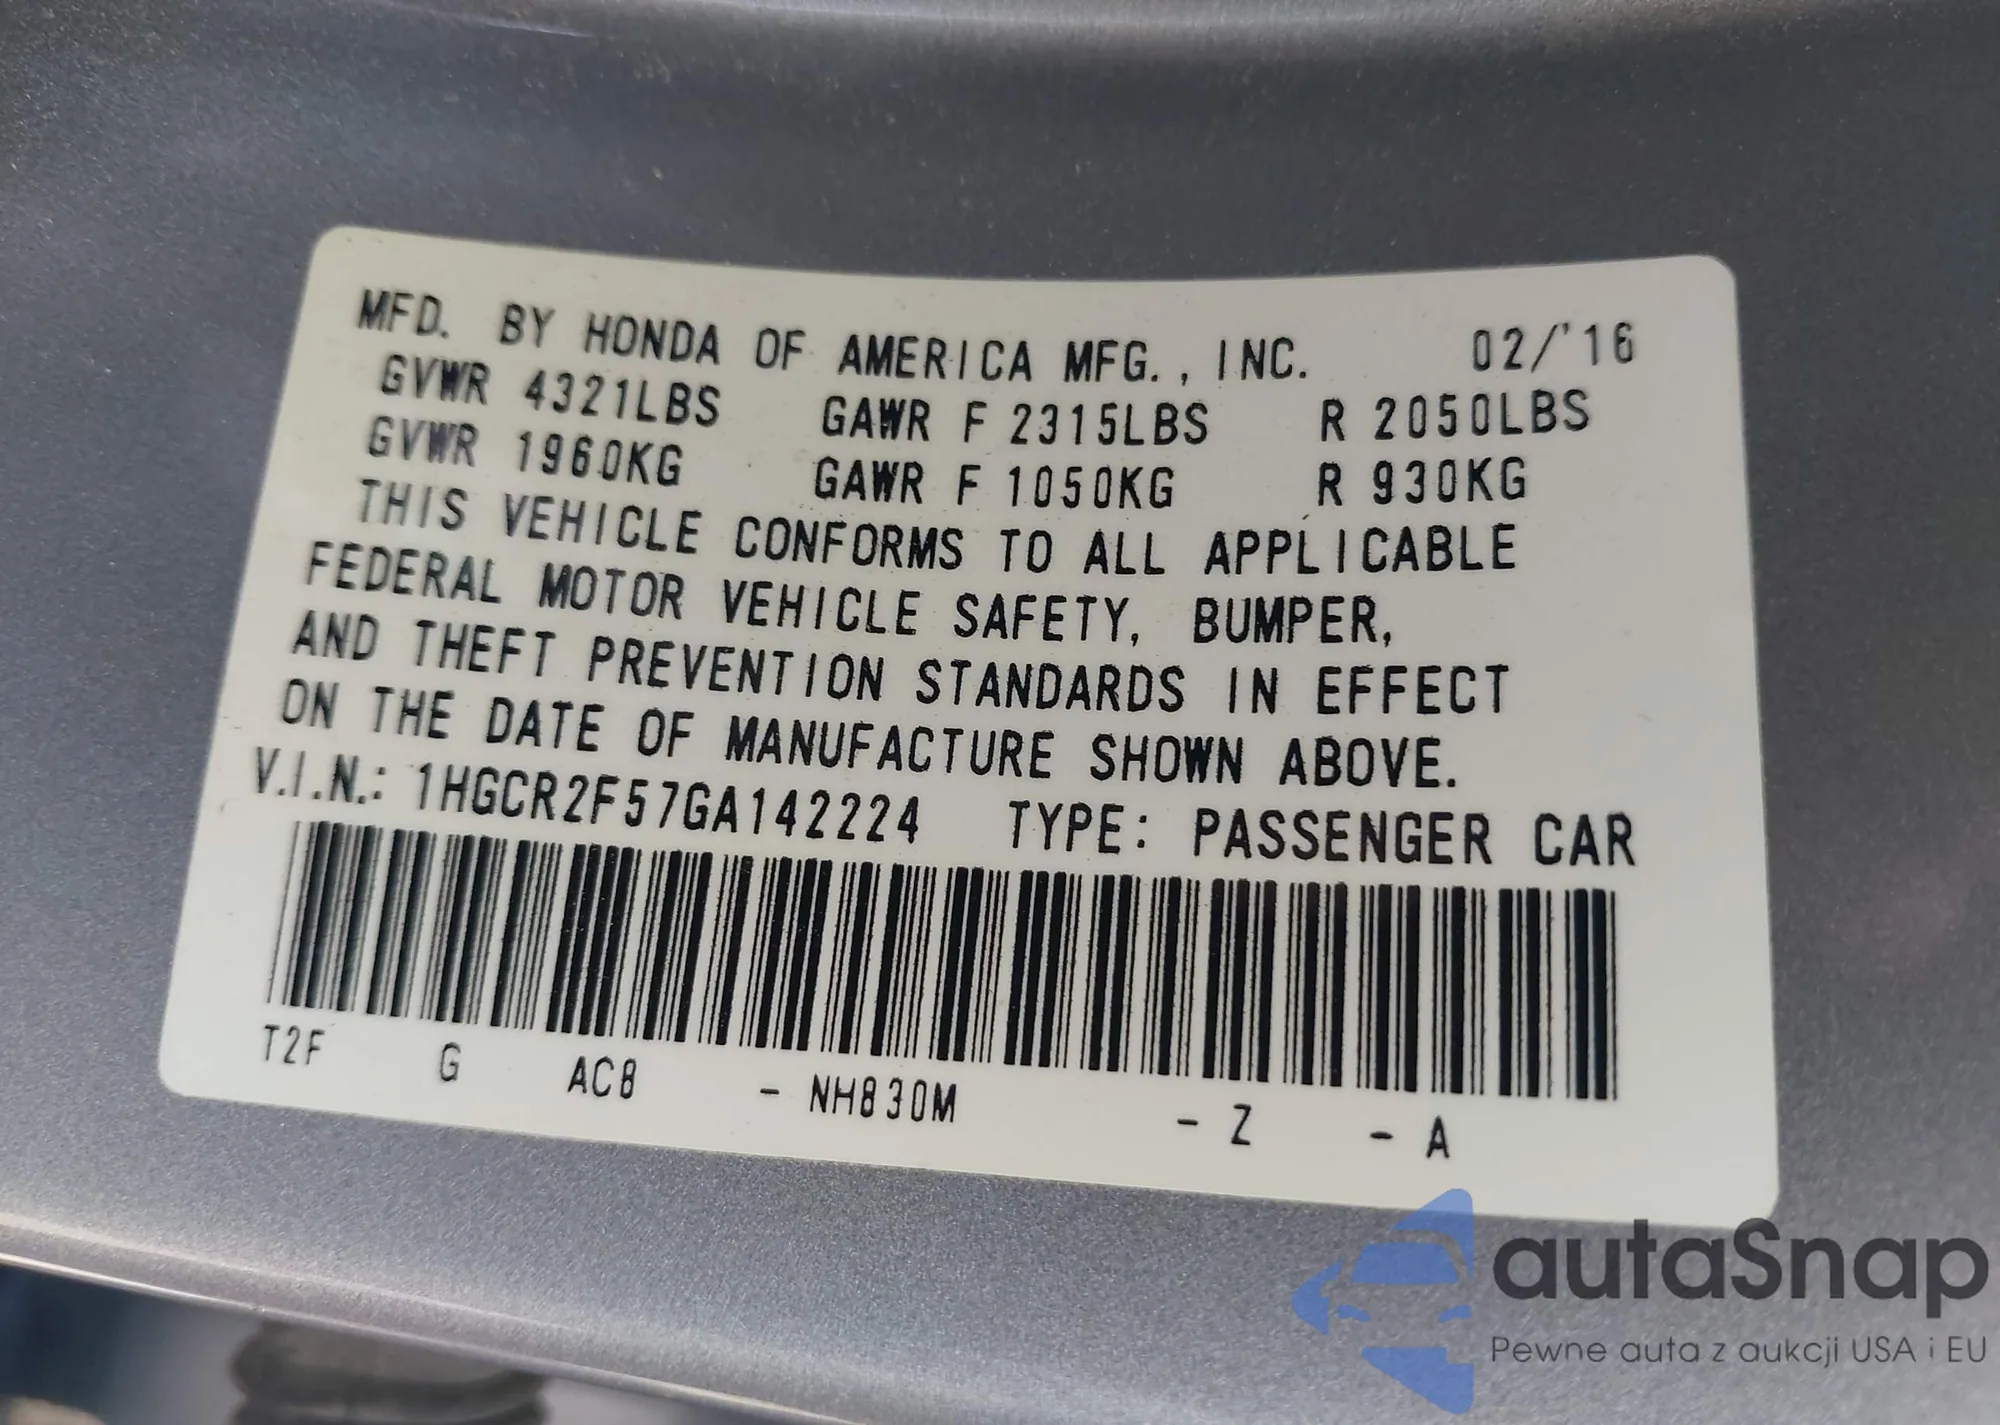 MFD. BY HONDA OF AMERICA MFG., INC. 02/'16
GVWR 4321LBS GAWR F 2315LBS R 2050LBS
GVWR 1960KG GAWR F 1050KG R 930KG
THIS VEHICLE CONFORMS TO ALL APPLICABLE
FEDERAL MOTOR VEHICLE SAFETY, BUMPER,
AND THEFT PREVENTION STANDARDS IN EFFECT
ON THE DATE OF MANUFACTURE SHOWN ABOVE.
V.I.N.: 1HGCR2F57GA142224 TYPE: PASSENGER CAR
T2F G AC8 - NH830M - Z - A
autaSnap
Pewne auta z aukcji USA i EU